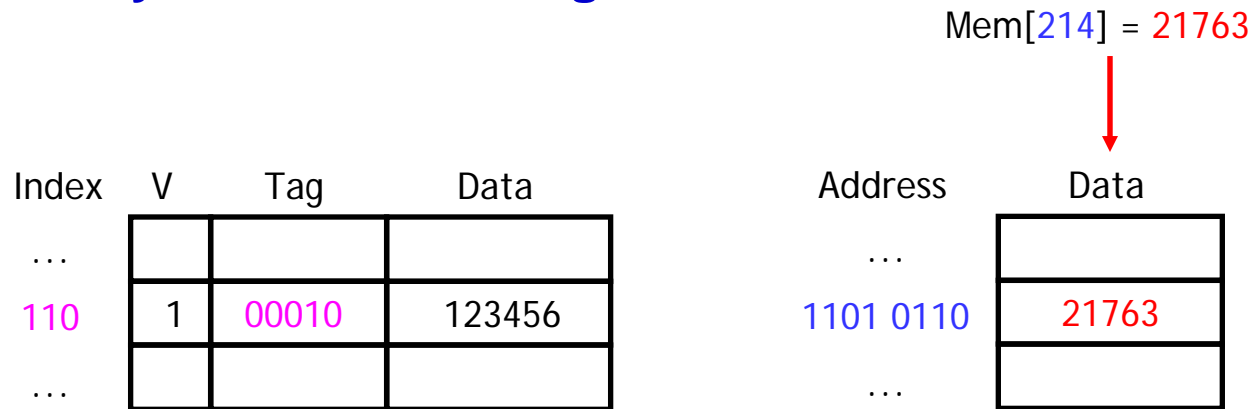 Mem[214] = 21763
Index V Tag Data Address Data
... ...
110 1 00010 123456 1101 0110 21763
... ...